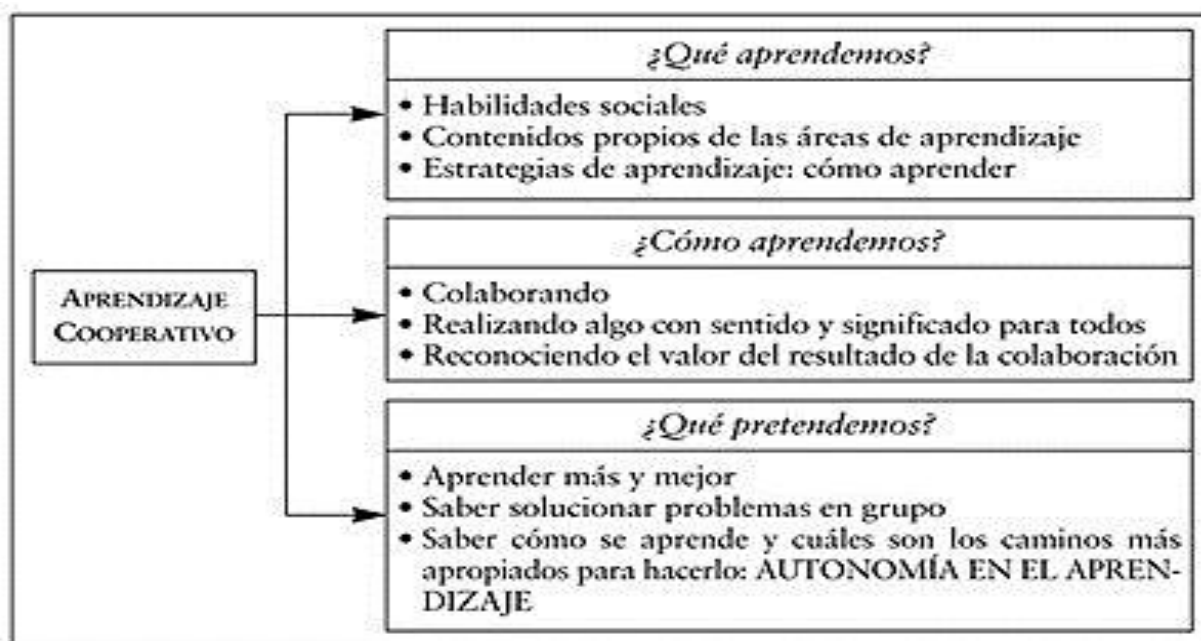 ¿Qué aprendemos?
• Habilidades sociales
• Contenidos propios de las áreas de aprendizaje
• Estrategias de aprendizaje: cómo aprender
APRENDIZAJE
COOPERATIVO
¿Cómo aprendemos?
• Colaborando
• Realizando algo con sentido y significado para todos
• Reconociendo el valor del resultado de la colaboración
¿Qué pretendemos?
• Aprender más y mejor
• Saber solucionar problemas en grupo
• Saber cómo se aprende y cuáles son los caminos más
apropiados para hacerlo: AUTONOMÍA EN EL APREN-
DIZAJE